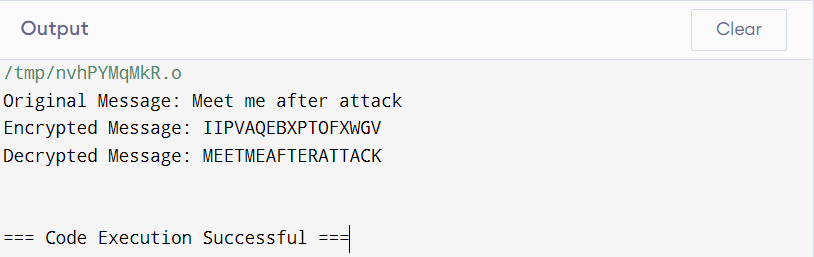 Output
Clear
/tmp/nvhPYMqMkR.o
Original Message: Meet me after attack
Encrypted Message: IIPVAQEBXPTOFXWGV
Decrypted Message: MEETMEAFTERATTACK
=== Code Execution Successful ===